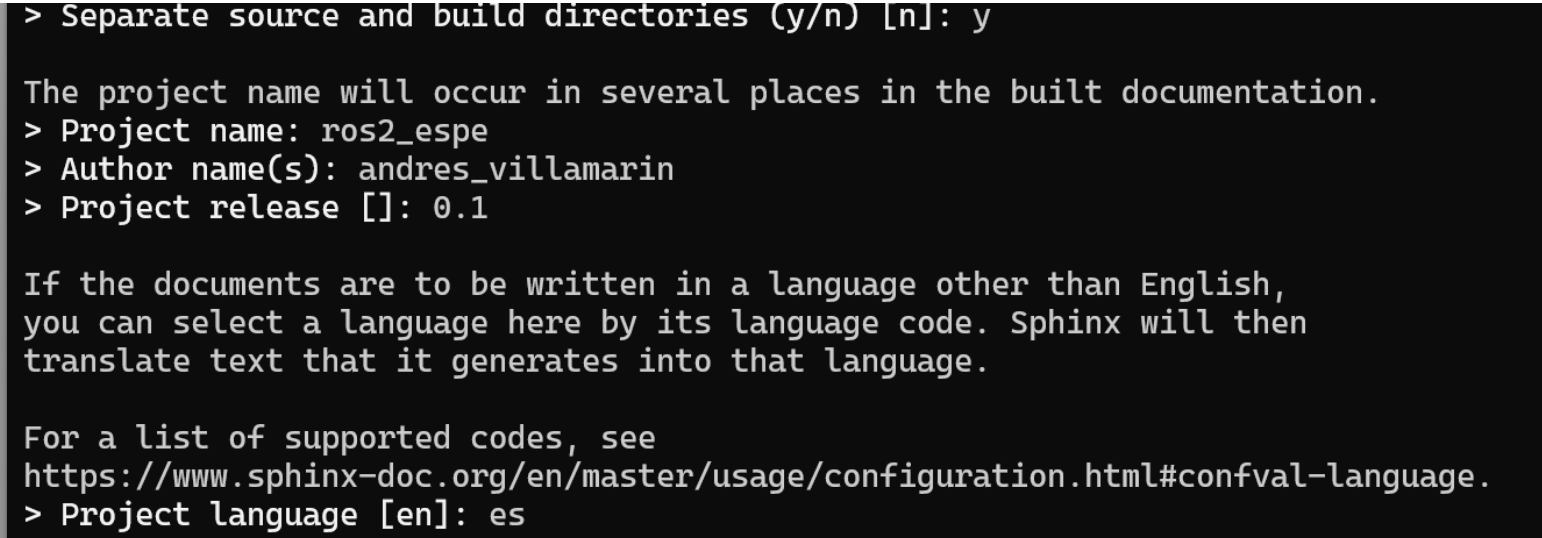 > Separate source and build directories (y/n) [n]: y
The project name will occur in several places in the built documentation.
> Project name: ros2_espe
> Author name(s): andres_villamarin
> Project release []: 0.1
If the documents are to be written in a language other than English,
you can select a language here by its language code. Sphinx will then
translate text that it generates into that language.
For a list of supported codes, see
https://www.sphinx-doc.org/en/master/usage/configuration.html#confval-language.
> Project language [en]: es